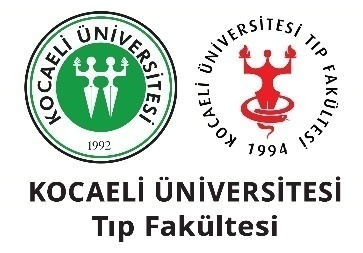 KOCAELİ ÜNİVERSİTESİ
1992
KOCAELİ ÜNİVERSİTESİ TIP FAKÜLTESİ
1994
KOCAELİ ÜNİVERSİTESİ
Tıp Fakültesi